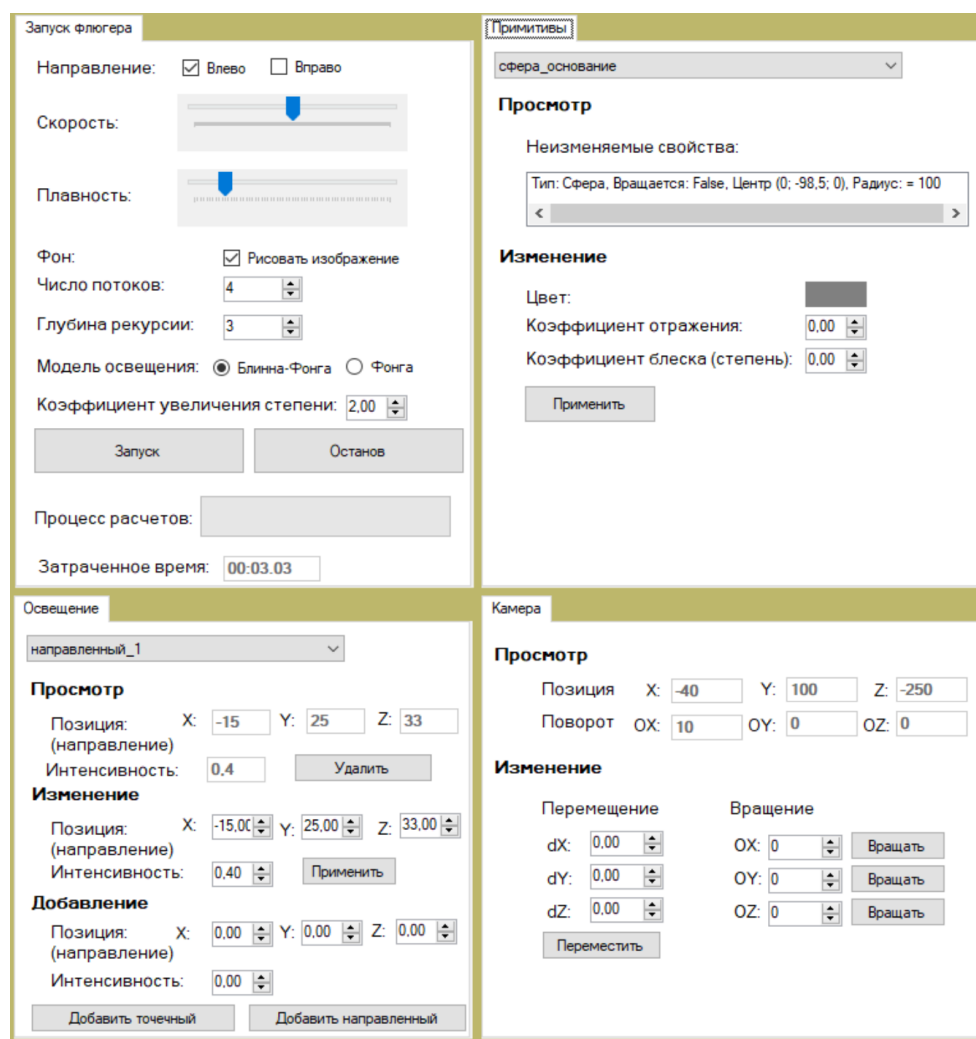 Запуск флюгера
Направление: Влево Вправо
Скорость:
Плавность:
Фон: Рисовать изображение
Число потоков: 4
Глубина рекурсии: 3
Модель освещения: Блинна-Фонга Фонга
Коэффициент увеличения степени: 2,00
Запуск Останов
Процесс расчетов:
Затраченное время: 00:03.03
Примитивы
сфера_основание
Просмотр
Неизменяемые свойства:
Тип: Сфера, Вращается: False, Центр (0; -98,5; 0), Радиус: = 100
Изменение
Цвет:
Коэффициент отражения: 0,00
Коэффициент блеска (степень): 0,00
Применить
Освещение
направленный_1
Просмотр
Позиция: X: -15 Y: 25 Z: 33
(направление)
Интенсивность: 0,4 Удалить
Изменение
Позиция: X: -15,00 Y: 25,00 Z: 33,00
(направление)
Интенсивность: 0,40 Применить
Добавление
Позиция: X: 0,00 Y: 0,00 Z: 0,00
(направление)
Интенсивность: 0,00
Добавить точечный Добавить направленный
Камера
Просмотр
Позиция X: -40 Y: 100 Z: -250
Поворот OX: 10 OY: 0 OZ: 0
Изменение
Перемещение Вращение
dX: 0,00 OX: 0 Вращать
dY: 0,00 OY: 0 Вращать
dZ: 0,00 OZ: 0 Вращать
Переместить